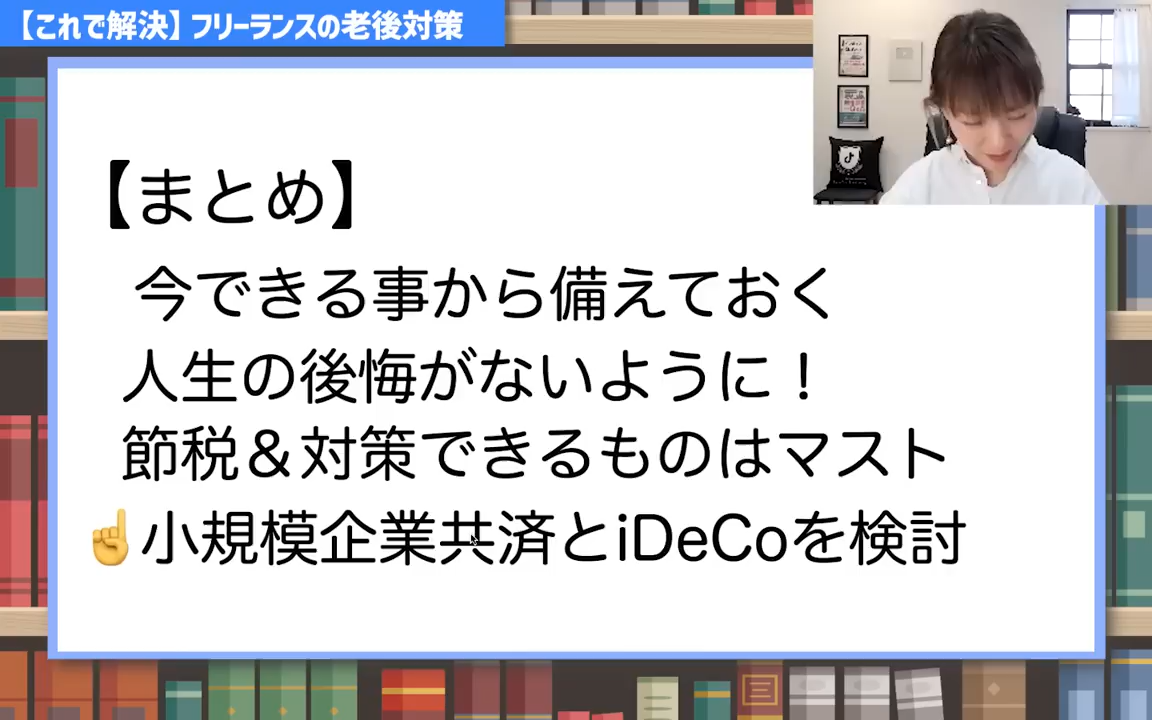 【これで解決】フリーランスの老後対策
【まとめ】
今できる事から備えておく
人生の後悔がないように！
節税＆対策できるものはマスト
☝小規模企業共済とiDeCoを検討